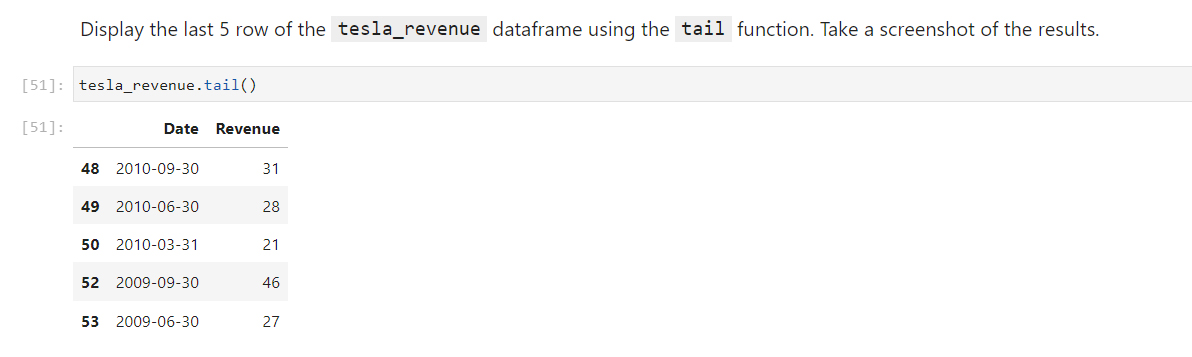 Display the last 5 row of the tesla_revenue dataframe using the tail function. Take a screenshot of the results.
[51]: tesla_revenue.tail()
[51]:
Date Revenue
48 2010-09-30 31
49 2010-06-30 28
50 2010-03-31 21
52 2009-09-30 46
53 2009-06-30 27